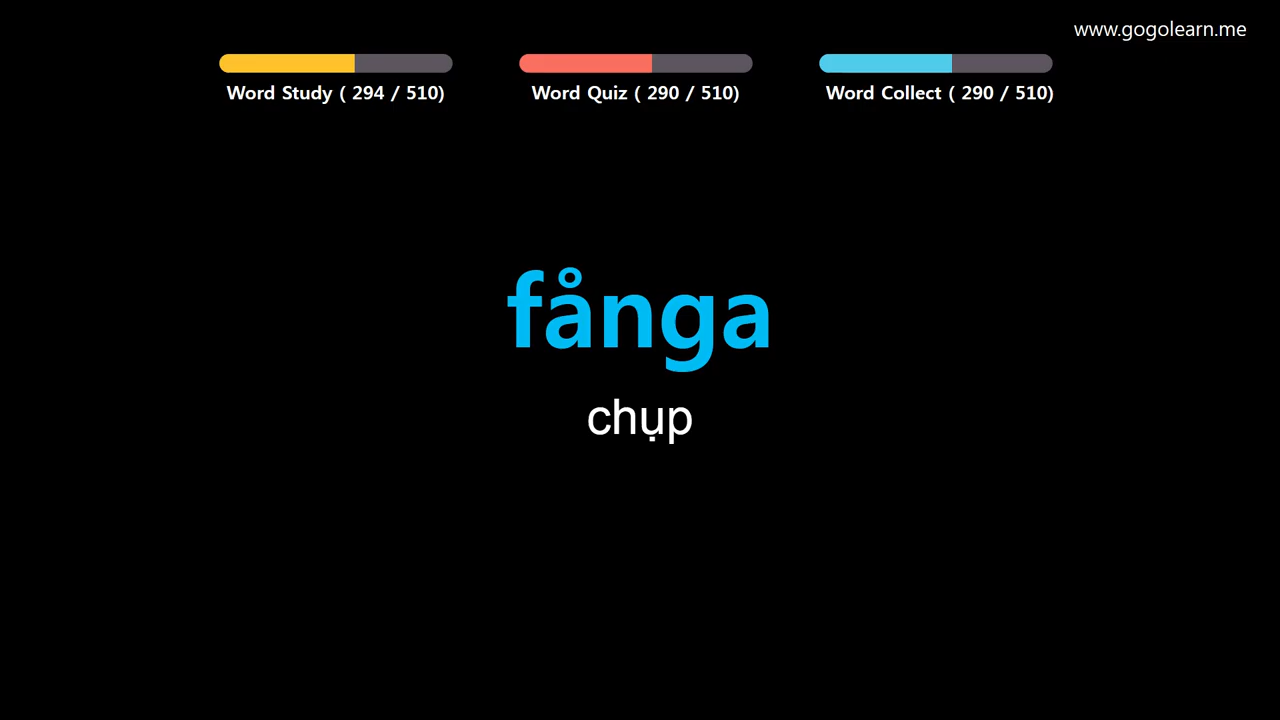 www.gogolearn.me
Word Study ( 294 / 510)
Word Quiz ( 290 / 510)
Word Collect ( 290 / 510)
fånga
chụp